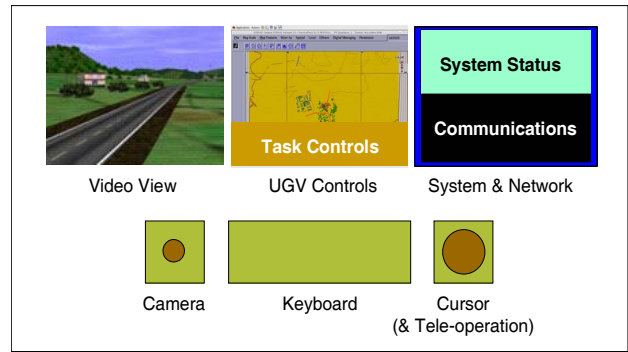 System Status
Communications
Task Controls
Video View
UGV Controls
System & Network
Camera
Keyboard
Cursor
(& Tele-operation)